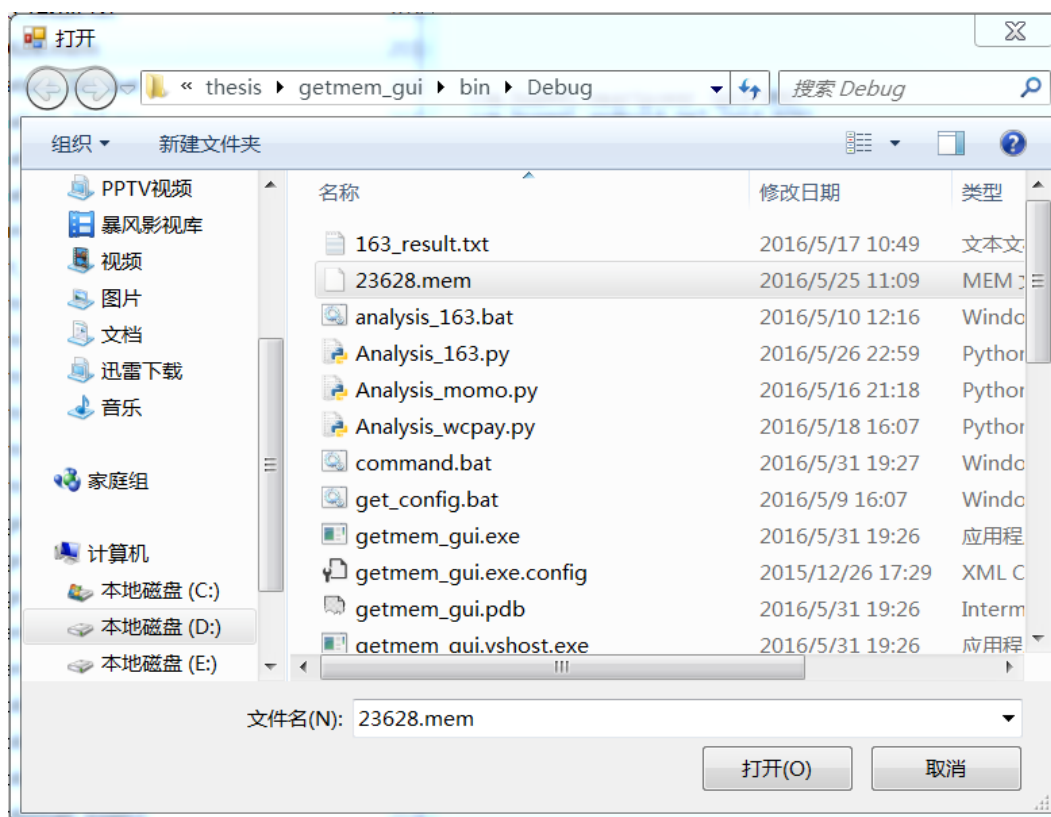 打开
« thesis ▸ getmem_gui ▸ bin ▸ Debug
搜索 Debug
组织
新建文件夹
PPTV视频
暴风影视库
视频
图片
文档
迅雷下载
音乐
家庭组
计算机
本地磁盘 (C:)
本地磁盘 (D:)
本地磁盘 (E:)
名称 修改日期 类型
163_result.txt 2016/5/17 10:49 文本文
23628.mem 2016/5/25 11:09 MEM
analysis_163.bat 2016/5/10 12:16 Windo
Analysis_163.py 2016/5/26 22:59 Python
Analysis_momo.py 2016/5/16 21:18 Python
Analysis_wcpay.py 2016/5/18 16:07 Python
command.bat 2016/5/31 19:27 Windo
get_config.bat 2016/5/9 16:07 Windo
getmem_gui.exe 2016/5/31 19:26 应用程
getmem_gui.exe.config 2015/12/26 17:29 XML C
getmem_gui.pdb 2016/5/31 19:26 Interm
getmem_gui.vshost.exe 2016/5/31 19:26 应用程
文件名(N): 23628.mem
打开(O) 取消